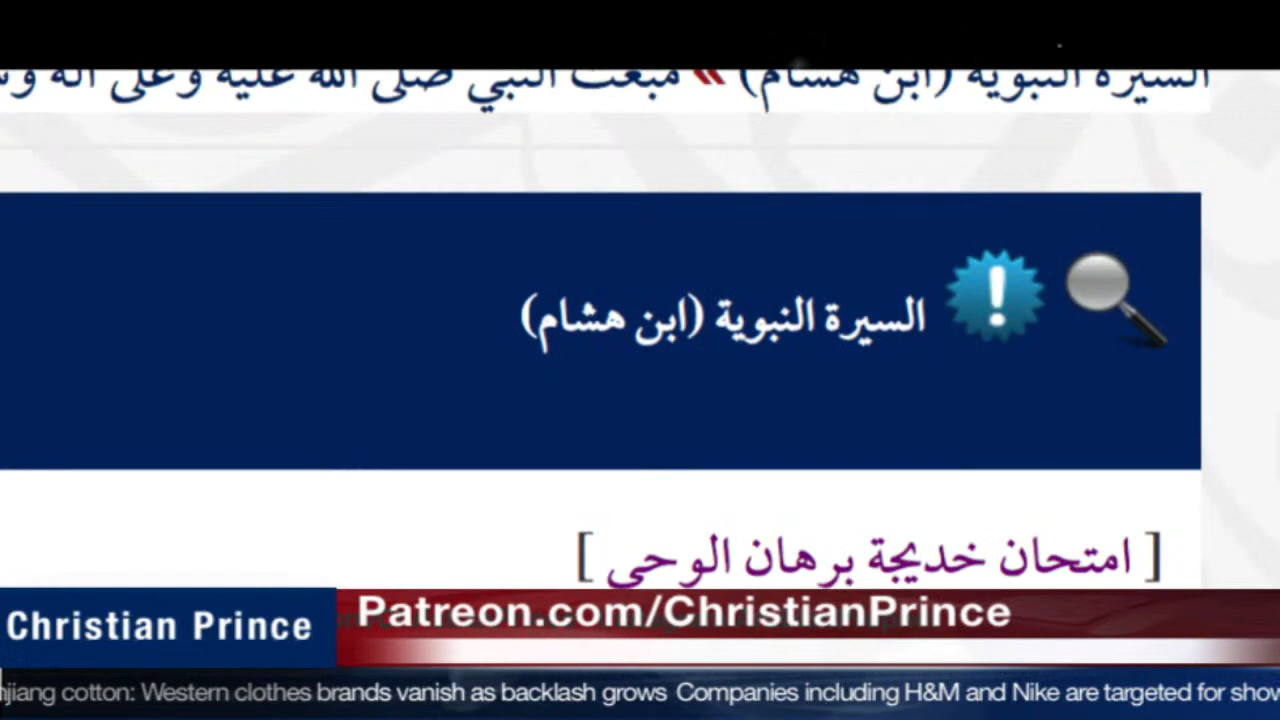 السيرة النبوية (ابن هشام) » مبعث النبي صلى الله عليه وعلى آله
السيرة النبوية (ابن هشام)
[ امتحان خديجة برهان الوحي ]
Patreon.com/ChristianPrince
Christian Prince
jiang cotton: Western clothes brands vanish as backlash grows Companies including H&M and Nike are targeted for show